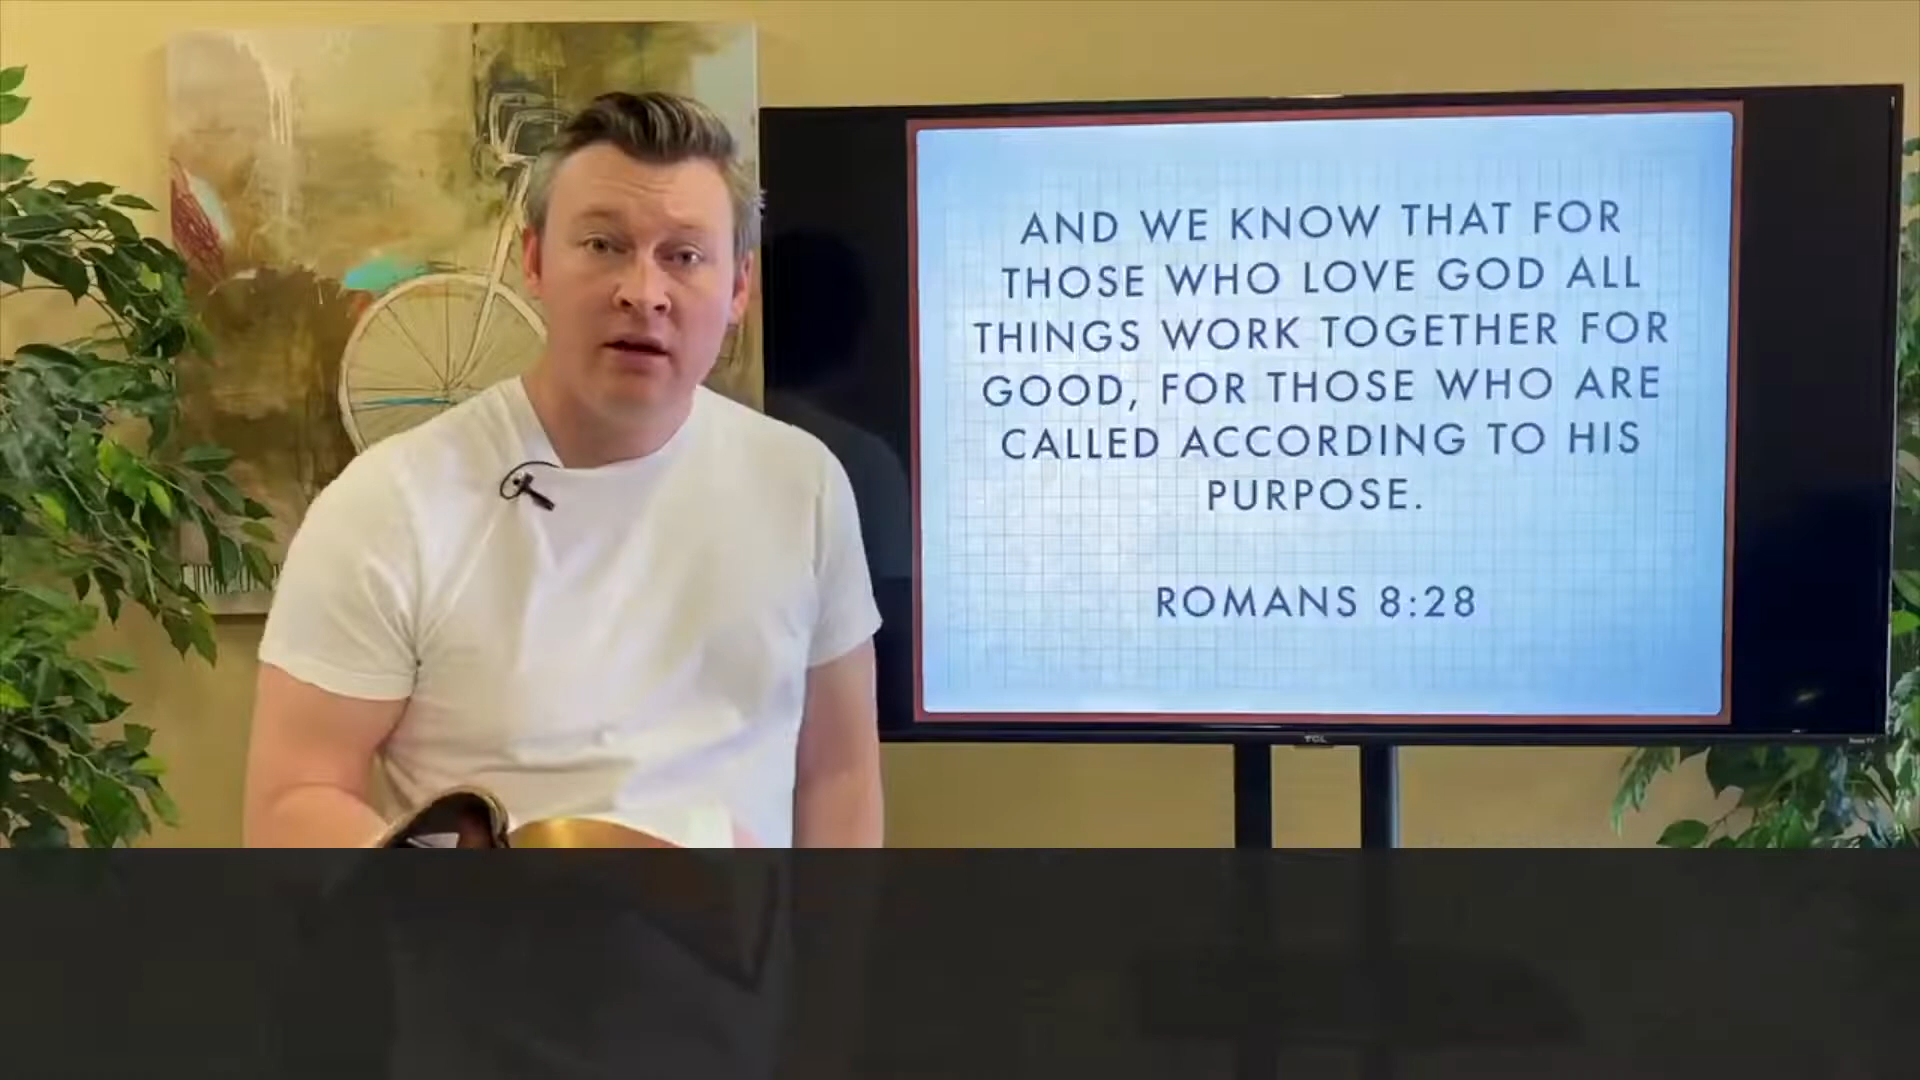 AND WE KNOW THAT FOR
THOSE WHO LOVE GOD ALL
THINGS WORK TOGETHER FOR
GOOD, FOR THOSE WHO ARE
CALLED ACCORDING TO HIS
PURPOSE.
ROMANS 8:28
TCL